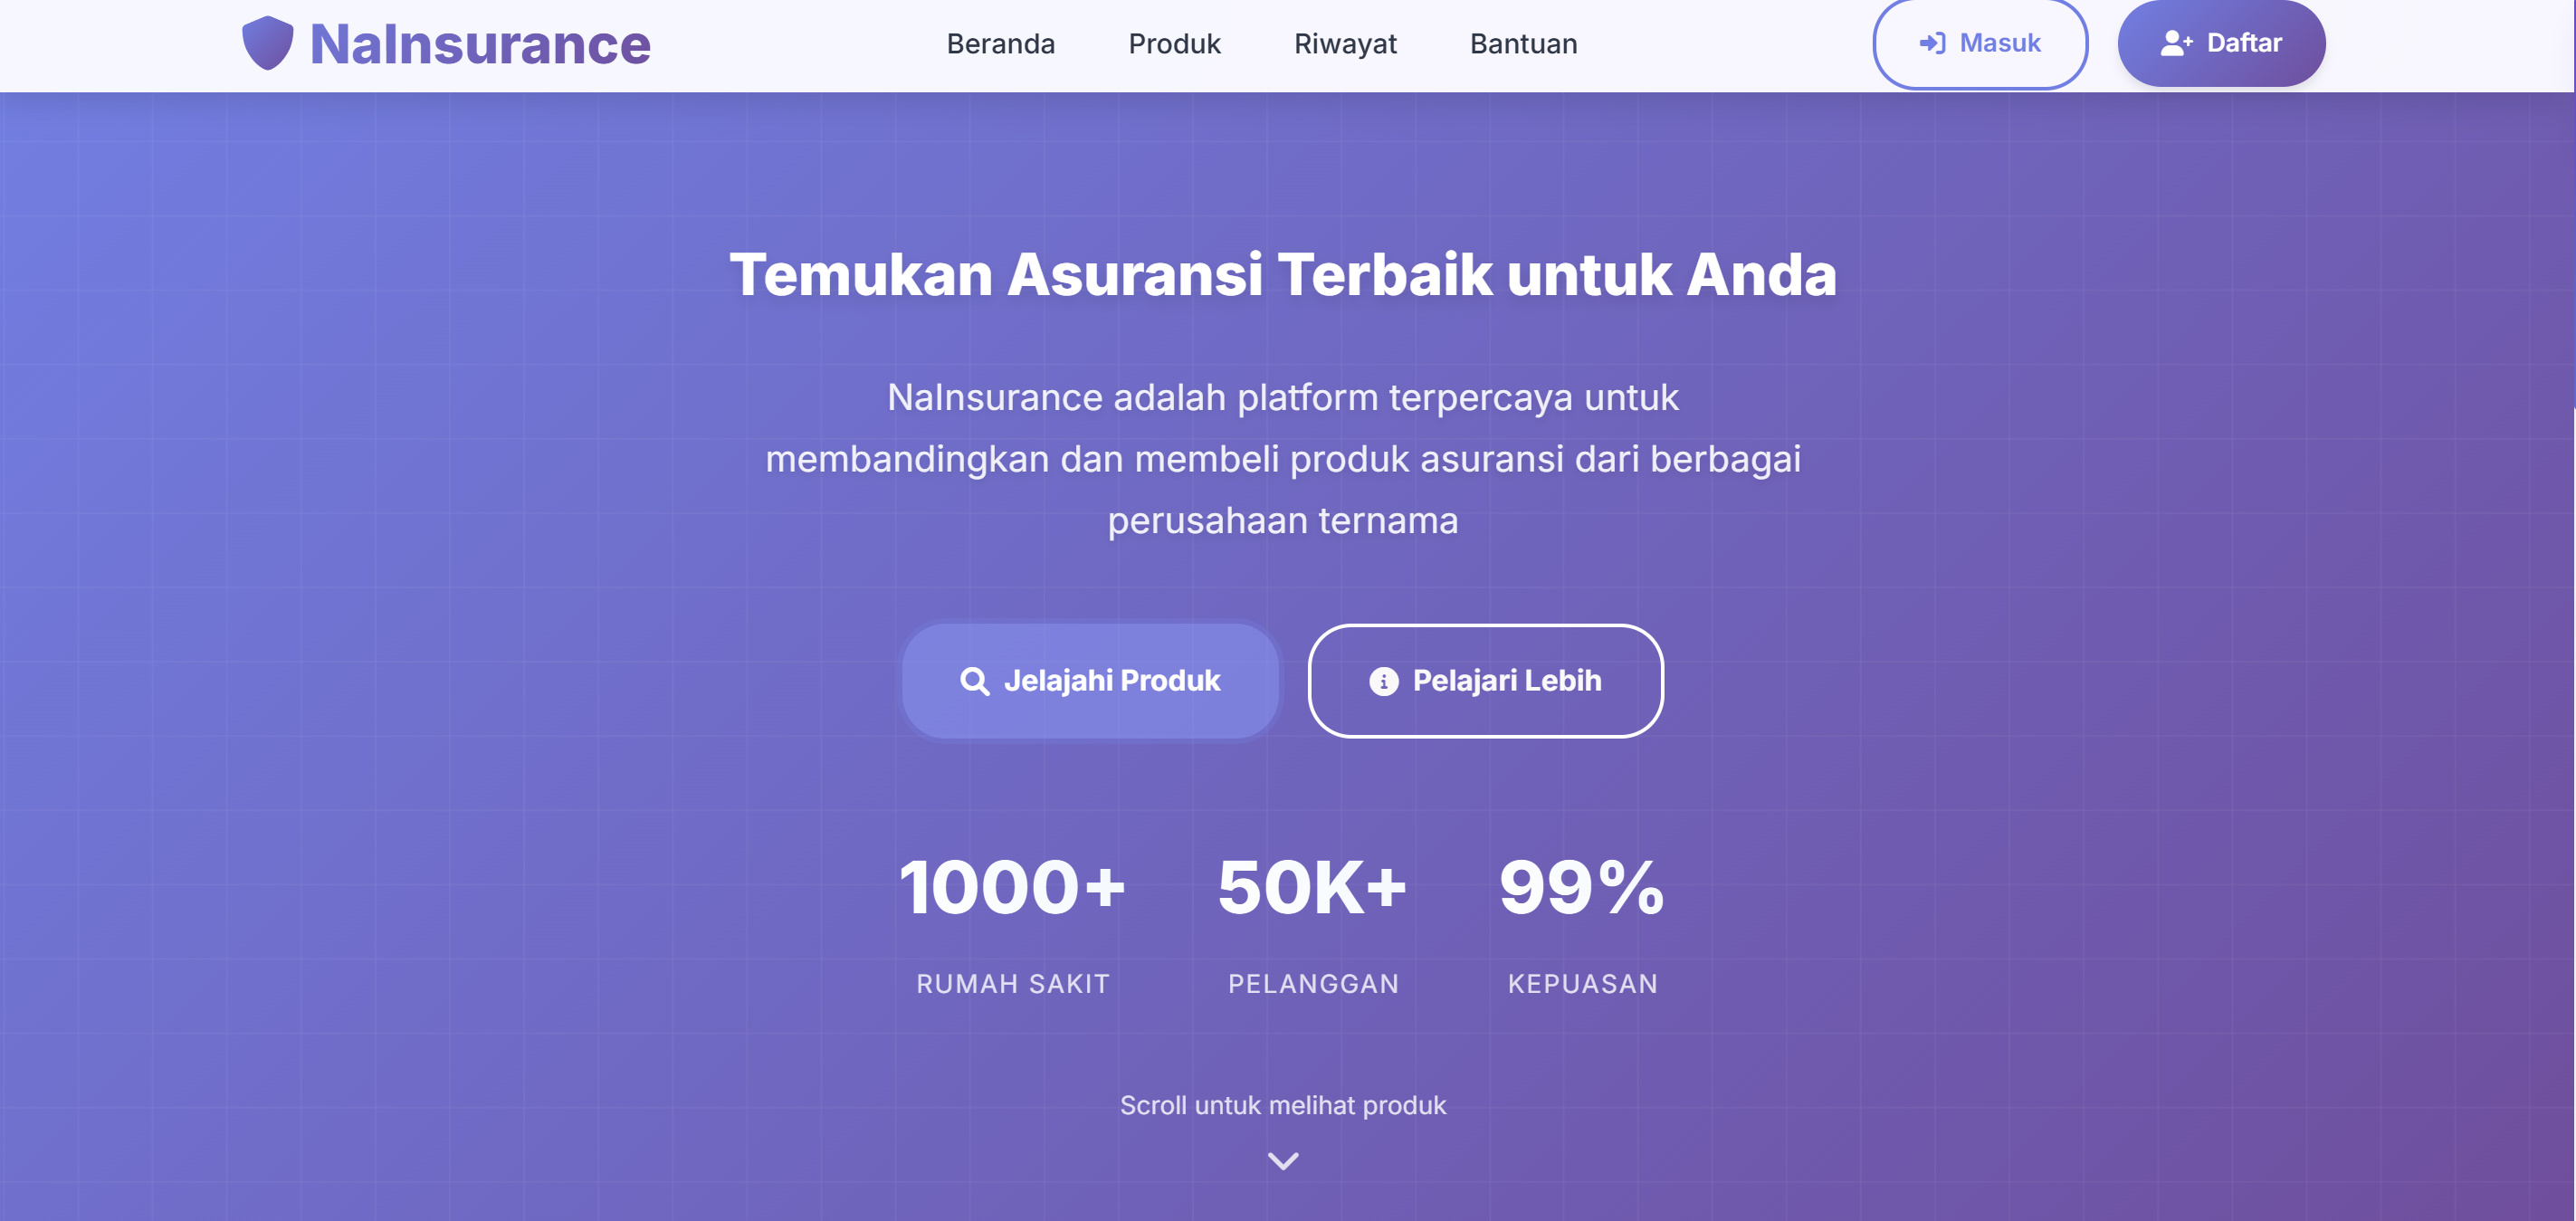 NaInsurance
Beranda
Produk
Riwayat
Bantuan
Masuk
Daftar
Temukan Asuransi Terbaik untuk Anda
NaInsurance adalah platform terpercaya untuk
membandingkan dan membeli produk asuransi dari berbagai
perusahaan ternama
Jelajahi Produk
Pelajari Lebih
1000+
RUMAH SAKIT
50K+
PELANGGAN
99%
KEPUASAN
Scroll untuk melihat produk